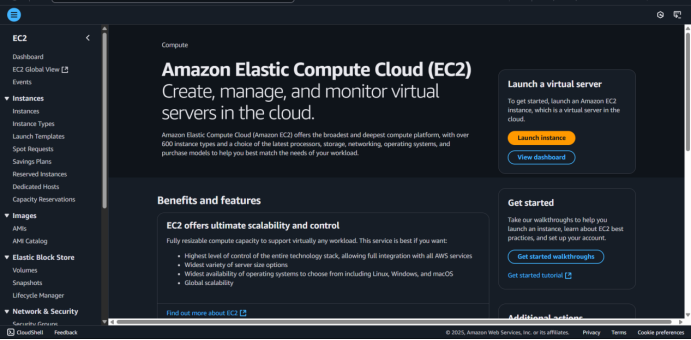 EC2
Dashboard
EC2 Global View
Events
Instances
Instances
Instance Types
Launch Templates
Spot Requests
Savings Plans
Reserved Instances
Dedicated Hosts
Capacity Reservations
Images
AMIs
AMI Catalog
Elastic Block Store
Volumes
Snapshots
Lifecycle Manager
Network & Security
Security Groups
Compute
Amazon Elastic Compute Cloud (EC2)
Create, manage, and monitor virtual
servers in the cloud.
Amazon Elastic Compute Cloud (Amazon EC2) offers the broadest and deepest compute platform, with over
600 instance types and a choice of the latest processors, storage, networking, operating systems, and
purchase models to help you best match the needs of your workload.
Launch a virtual server
To get started, launch an Amazon EC2
instance, which is a virtual server in the
cloud.
Launch instance
View dashboard
Benefits and features
EC2 offers ultimate scalability and control
Fully resizable compute capacity to support virtually any workload. This service is best if you want:
• Highest level of control of the entire technology stack, allowing full integration with all AWS services
• Widest variety of server size options
• Widest availability of operating systems to choose from including Linux, Windows, and macOS
• Global scalability
Find out more about EC2
Get started
Take our walkthroughs to help you
launch an instance, learn about EC2 best
practices, and set up your account.
Get started walkthroughs
Get started tutorial
Additional actions
CloudShell Feedback
© 2025, Amazon Web Services, Inc. or its affiliates. Privacy Terms Cookie preferences